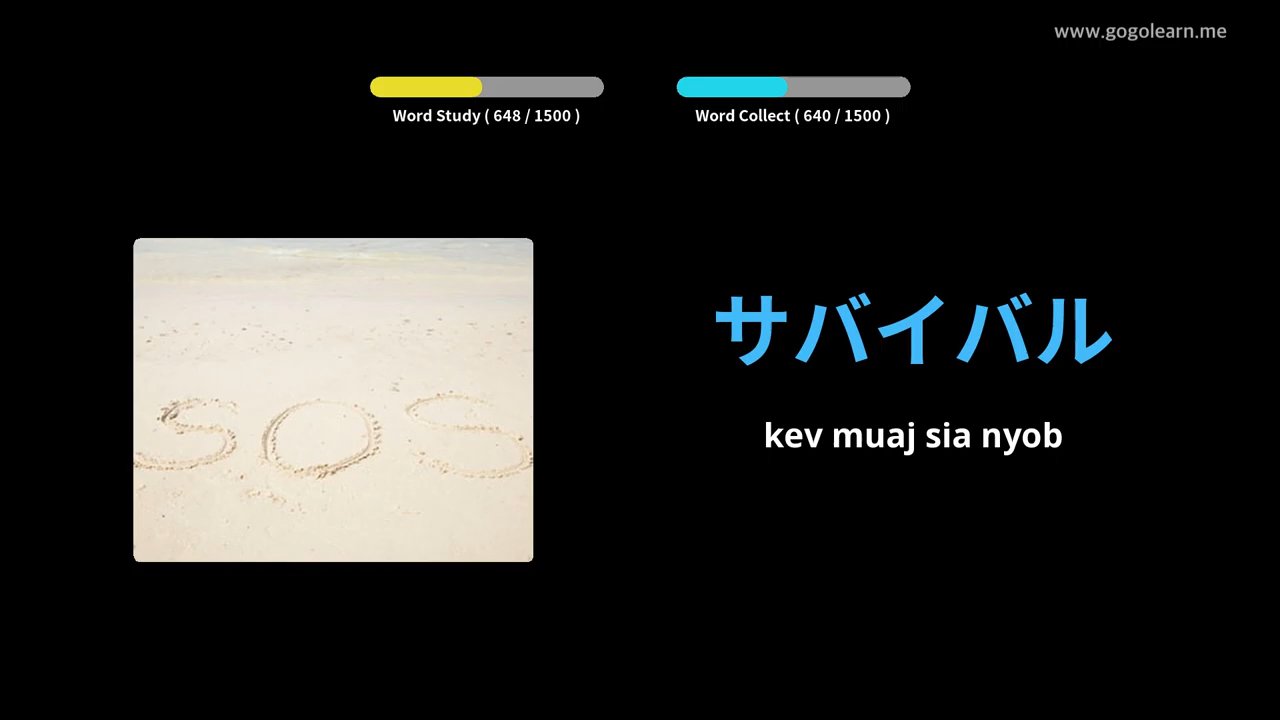 www.gogolearn.me
Word Study ( 648 / 1500 )
Word Collect ( 640 / 1500 )
SOS
サバイバル
kev muaj sia nyob